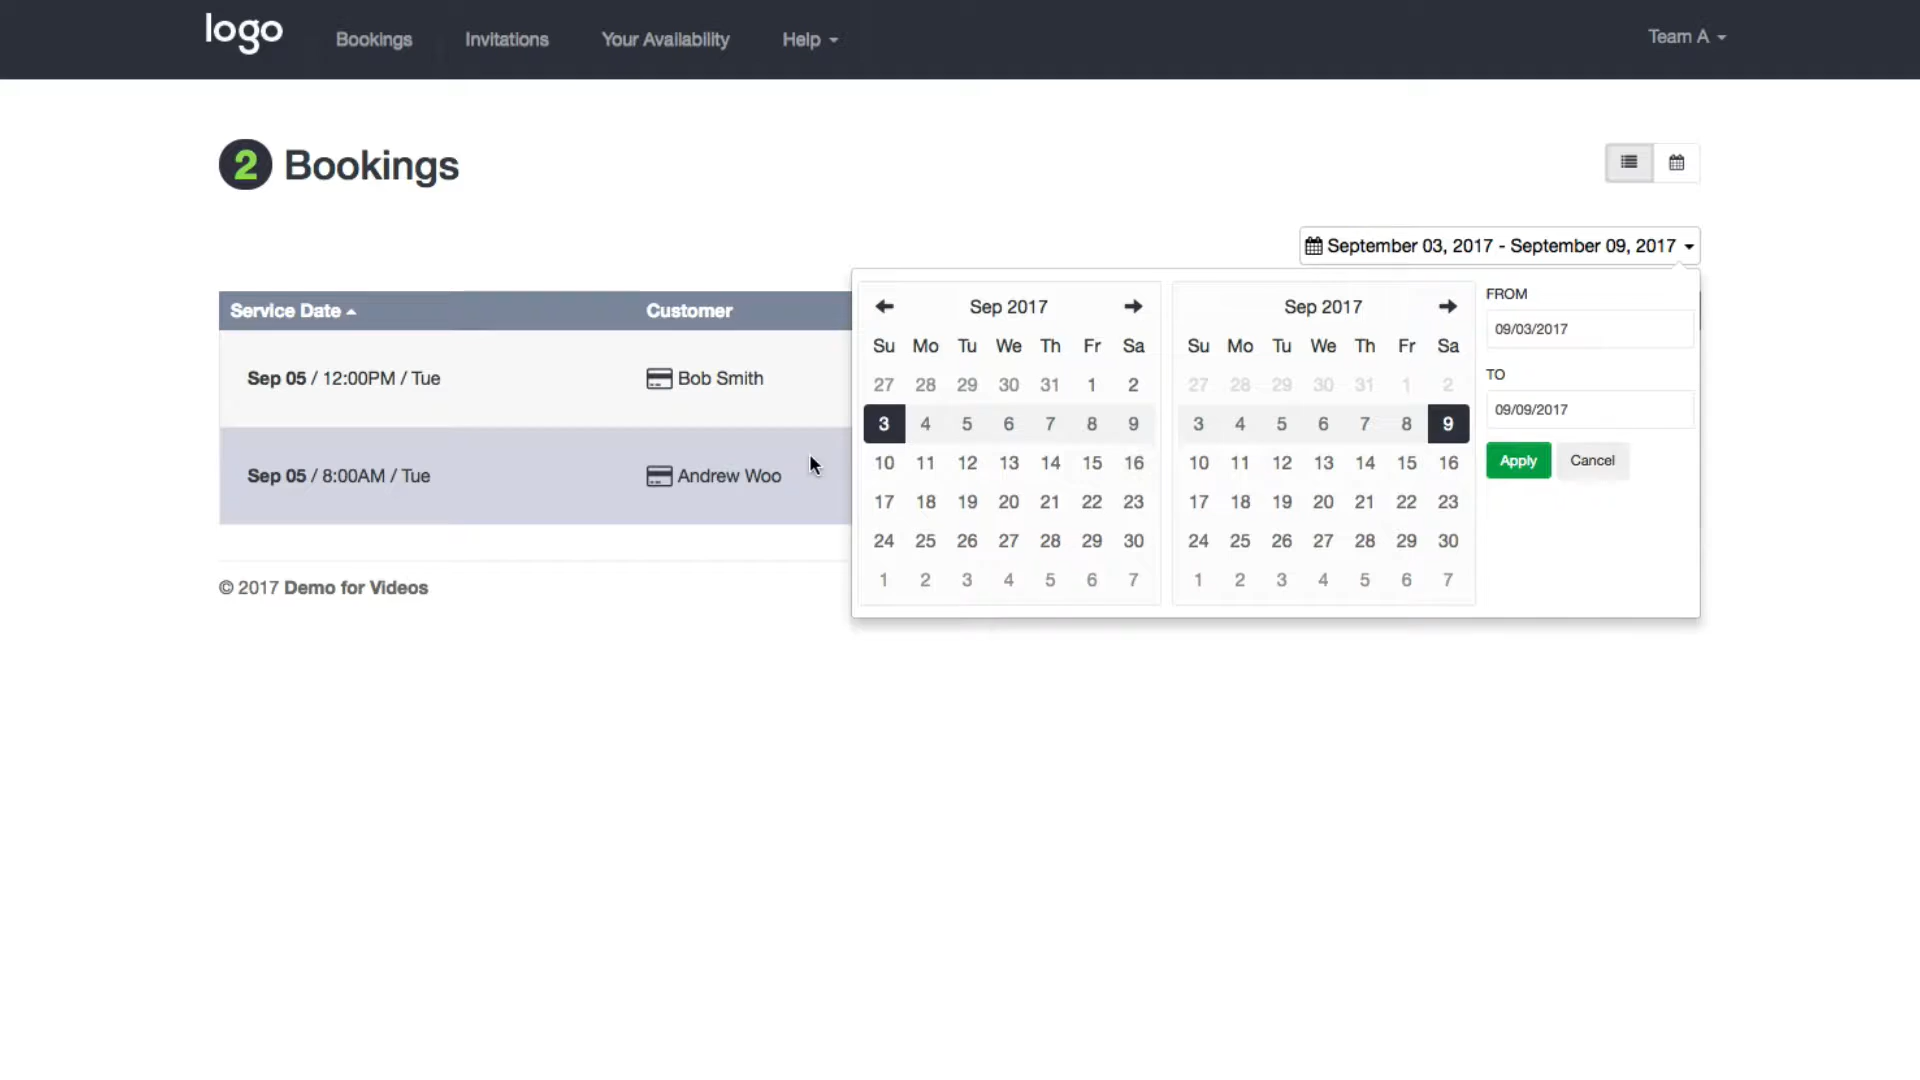 logo Bookings Invitations Your Availability Help Team A
2 Bookings
September 03, 2017 - September 09, 2017
Service Date Customer
Sep 05 / 12:00PM / Tue Bob Smith
Sep 05 / 8:00AM / Tue Andrew Woo
© 2017 Demo for Videos
Sep 2017
Su Mo Tu We Th Fr Sa
27 28 29 30 31 1 2
3 4 5 6 7 8 9
10 11 12 13 14 15 16
17 18 19 20 21 22 23
24 25 26 27 28 29 30
1 2 3 4 5 6 7
Sep 2017
Su Mo Tu We Th Fr Sa
27 28 29 30 31 1 2
3 4 5 6 7 8 9
10 11 12 13 14 15 16
17 18 19 20 21 22 23
24 25 26 27 28 29 30
1 2 3 4 5 6 7
FROM
09/03/2017
TO
09/09/2017
Apply Cancel